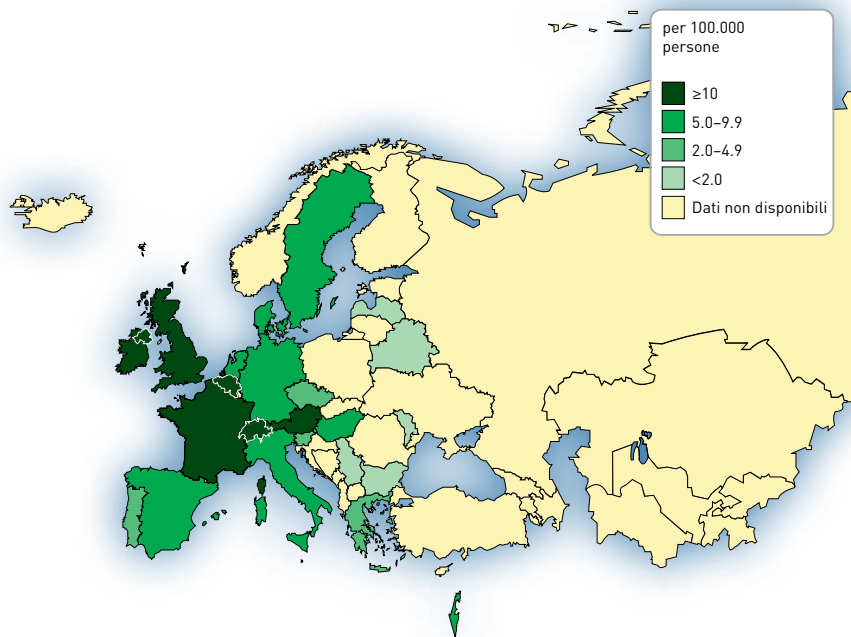 per 100.000
persone
≥10
5.0–9.9
2.0–4.9
<2.0
Dati non disponibili